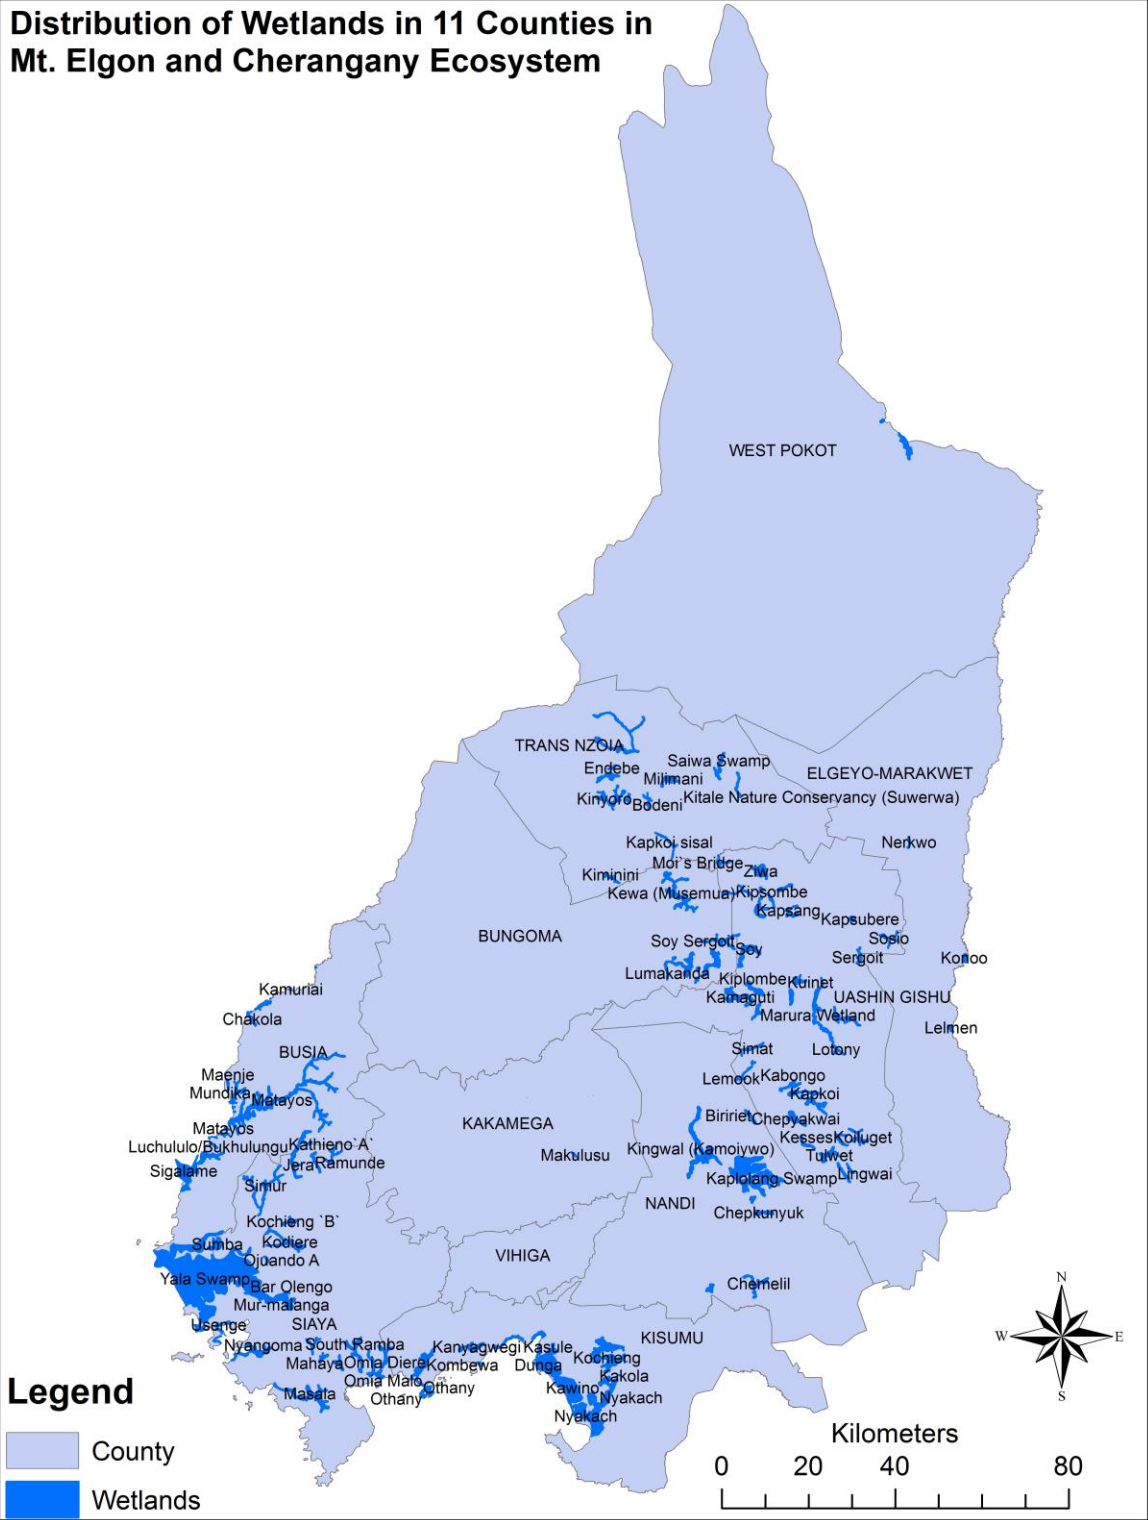 Distribution of Wetlands in 11 Counties in
Mt. Elgon and Cherangany Ecosystem
WEST POKOT
TRANS NZOIA
Saiwa Swamp
Endebe
Milimani
ELGEYO-MARAKWET
Kinyoro
Bodeni
Kitale Nature Conservancy (Suwerwa)
Kapkoi sisal
Nerkwo
Moi`s Bridge
Ziwa
Kiminini
Kewa (Musemua)
Kipsombe
Kapsang
Kapsubere
BUNGOMA
Soy Sergoit
Soy
Sosio
Sergoit
Koroo
Lumakanda
Kiplombe
Kuinet
Kamuriai
Kamaguti
UASHIN GISHU
Chakola
Marura Wetland
Lelmen
BUSIA
Simat
Lotony
Maenje
Lemook
Kabongo
Mundika
Matayos
Kapkoi
Biririet
Chepyakwai
Matayos
KAKAMEGA
Kesses
Koiluget
Luchululo/Bukhulungu
Kathieno`A`
Kingwal (Kamoiywo)
Makulusu
Tulwet
Jera
Ramunde
Sigalame
Kaplolang Swamp
Lingwai
Simur
NANDI
Chepkunyuk
Kochieng `B`
Sumba
Kodiere
VIHIGA
Ojuando A
Yala Swamp
Bar Olengo
Chemelil
Mur-malanga
Usenge
SIAYA
KISUMU
Nyangoma
South Ramba
Kanyagwegi
Kasule
Mahaya
Omia Diere
Kombewa
Dunga
Kochieng
Omia Malo
Kakola
Masata
Othany
Othany
Kawino
Nyakach
Nyakach
Legend
County
Wetlands
N
W
E
S
Kilometers
0 20 40 80